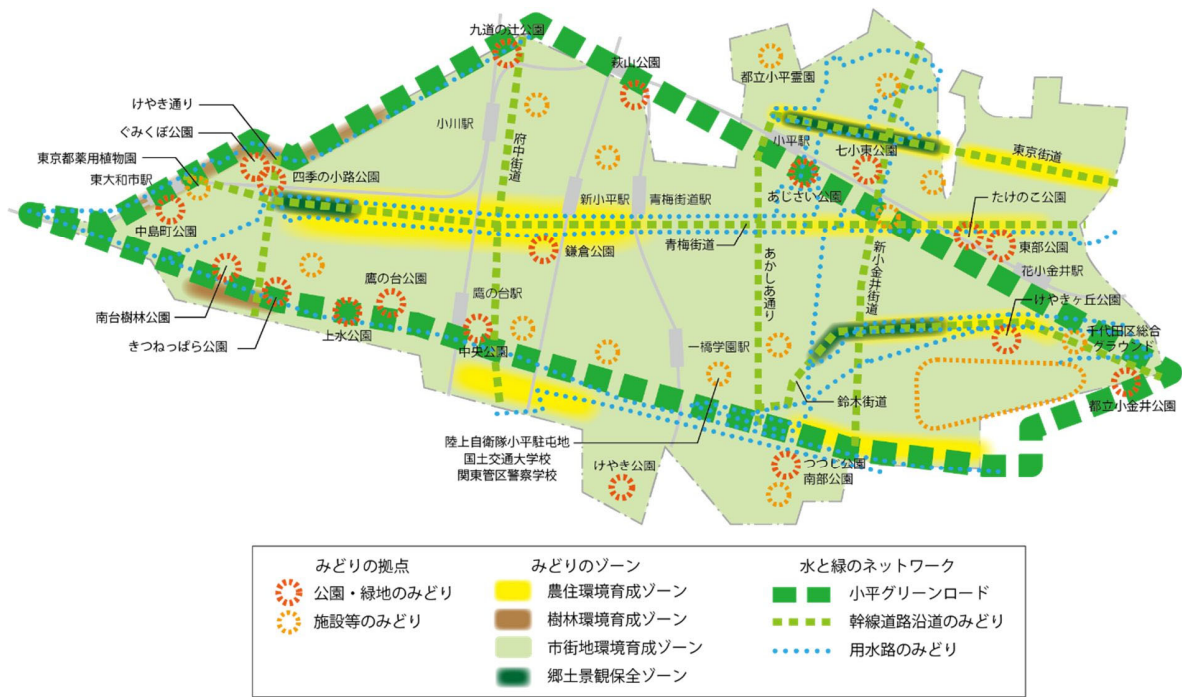 九道の辻公園
萩山公園
都立小平霊園
けやき通り
ぐみくぼ公園
小川駅
府中街道
小平駅
七小東公園
東京街道
東京都薬用植物園
東大和市駅
四季の小路公園
あじさい公園
たけのこ公園
新小平駅
青梅街道駅
中島町公園
鎌倉公園
青梅街道
東部公園
あかしあ通り
新小金井街道
花小金井駅
鷹の台公園
鷹の台駅
けやきヶ丘公園
南台樹林公園
きつねっぱら公園
上水公園
中央公園
一橋学園駅
千代田区総合
グラウンド
鈴木街道
都立小金井公園
陸上自衛隊小平駐屯地
国土交通大学校
関東管区警察学校
けやき公園
つつじ公園
南部公園
みどりの拠点
公園・緑地のみどり
施設等のみどり
みどりのゾーン
農住環境育成ゾーン
樹林環境育成ゾーン
市街地環境育成ゾーン
郷土景観保全ゾーン
水と緑のネットワーク
小平グリーンロード
幹線道路沿道のみどり
用水路のみどり